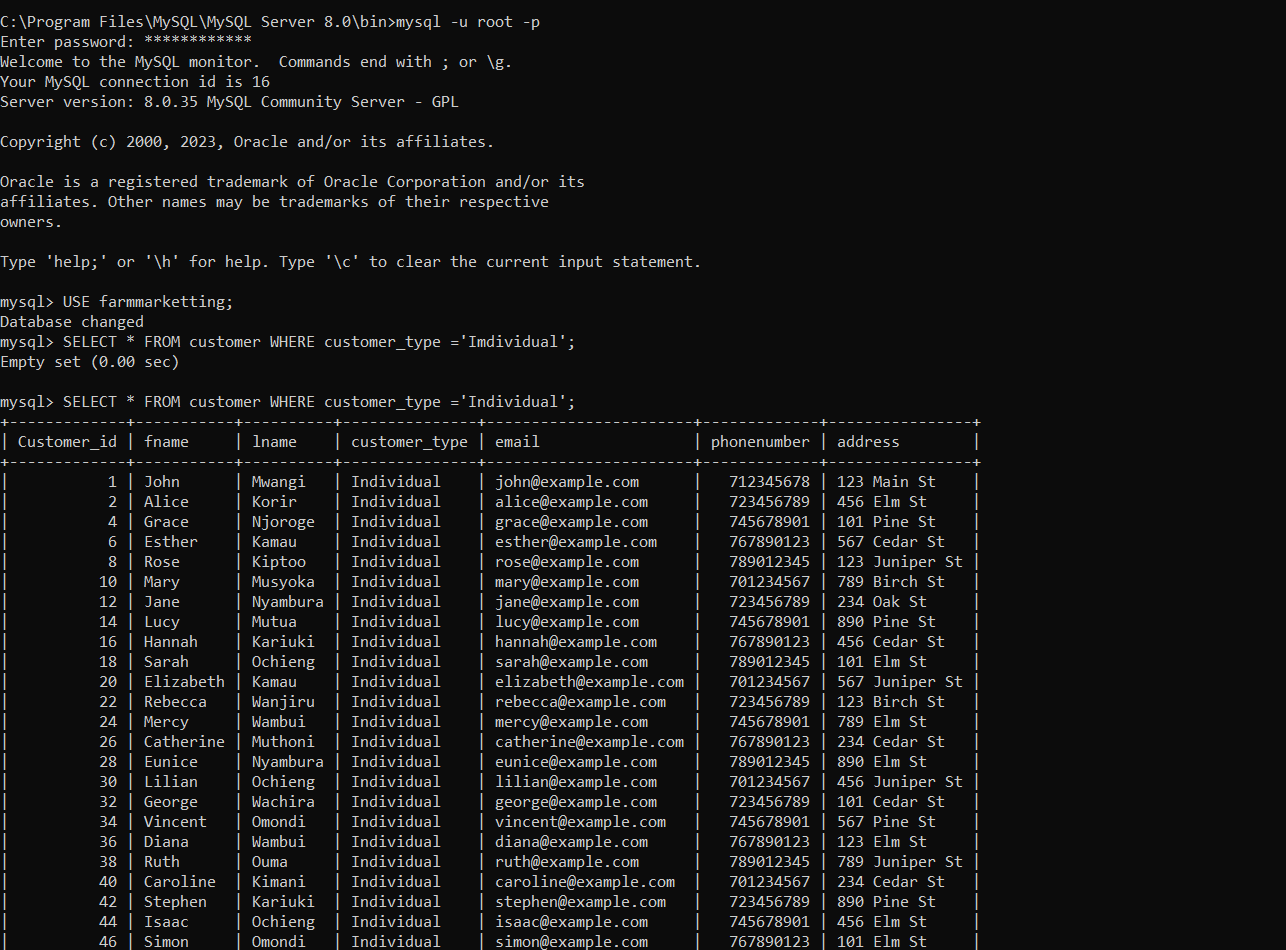 C:\Program Files\MySQL\MySQL Server 8.0\bin>mysql -u root -p
Enter password: ************
Welcome to the MySQL monitor.  Commands end with ; or \g.
Your MySQL connection id is 16
Server version: 8.0.35 MySQL Community Server - GPL
Copyright (c) 2000, 2023, Oracle and/or its affiliates.
Oracle is a registered trademark of Oracle Corporation and/or its
affiliates. Other names may be trademarks of their respective
owners.
Type 'help;' or '\h' for help. Type '\c' to clear the current input statement.
mysql> USE farmmarketting;
Database changed
mysql> SELECT * FROM customer WHERE customer_type ='Imdividual';
Empty set (0.00 sec)
mysql> SELECT * FROM customer WHERE customer_type ='Individual';
+-------------+-----------+----------+---------------+-----------------------+-------------+----------------+
| Customer_id | fname     | lname    | customer_type | email                 | phonenumber | address        |
+-------------+-----------+----------+---------------+-----------------------+-------------+----------------+
|           1 | John      | Mwangi   | Individual    | john@example.com      |   712345678 | 123 Main St    |
|           2 | Alice     | Korir    | Individual    | alice@example.com     |   723456789 | 456 Elm St     |
|           4 | Grace     | Njoroge  | Individual    | grace@example.com     |   745678901 | 101 Pine St    |
|           6 | Esther    | Kamau    | Individual    | esther@example.com    |   767890123 | 567 Cedar St   |
|           8 | Rose      | Kiptoo   | Individual    | rose@example.com      |   789012345 | 123 Juniper St |
|          10 | Mary      | Musyoka  | Individual    | mary@example.com      |   701234567 | 789 Birch St   |
|          12 | Jane      | Nyambura | Individual    | jane@example.com      |   723456789 | 234 Oak St     |
|          14 | Lucy      | Mutua    | Individual    | lucy@example.com      |   745678901 | 890 Pine St    |
|          16 | Hannah    | Kariuki  | Individual    | hannah@example.com    |   767890123 | 456 Cedar St   |
|          18 | Sarah     | Ochieng  | Individual    | sarah@example.com     |   789012345 | 101 Elm St     |
|          20 | Elizabeth | Kamau    | Individual    | elizabeth@example.com |   701234567 | 567 Juniper St |
|          22 | Rebecca   | Wanjiru  | Individual    | rebecca@example.com   |   723456789 | 123 Birch St   |
|          24 | Mercy     | Wambui   | Individual    | mercy@example.com     |   745678901 | 789 Elm St     |
|          26 | Catherine | Muthoni  | Individual    | catherine@example.com |   767890123 | 234 Cedar St   |
|          28 | Eunice    | Nyambura | Individual    | eunice@example.com    |   789012345 | 890 Elm St     |
|          30 | Lilian    | Ochieng  | Individual    | lilian@example.com    |   701234567 | 456 Juniper St |
|          32 | George    | Wachira  | Individual    | george@example.com    |   723456789 | 101 Cedar St   |
|          34 | Vincent   | Omondi   | Individual    | vincent@example.com   |   745678901 | 567 Pine St    |
|          36 | Diana     | Wambui   | Individual    | diana@example.com     |   767890123 | 123 Elm St     |
|          38 | Ruth      | Ouma     | Individual    | ruth@example.com      |   789012345 | 789 Juniper St |
|          40 | Caroline  | Kimani   | Individual    | caroline@example.com  |   701234567 | 234 Cedar St   |
|          42 | Stephen   | Kariuki  | Individual    | stephen@example.com   |   723456789 | 890 Pine St    |
|          44 | Isaac     | Ochieng  | Individual    | isaac@example.com     |   745678901 | 456 Elm St     |
|          46 | Simon     | Omondi   | Individual    | simon@example.com     |   767890123 | 101 Elm St     |